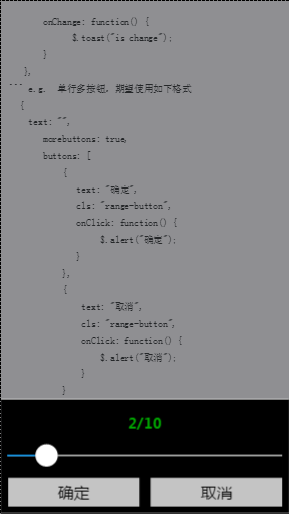 onChange: function() {
$.toast("is change");
}
},
``` e.g. 单行多按钮, 期望使用如下格式
{
text: "",
morebuttons: true,
buttons: [
{
text: "确定",
cls: "range-button",
onClick: function() {
$.alert("确定");
}
},
{
text: "取消",
cls: "range-button",
onClick: function() {
$.alert("取消");
}
}
2/10
确定 取消